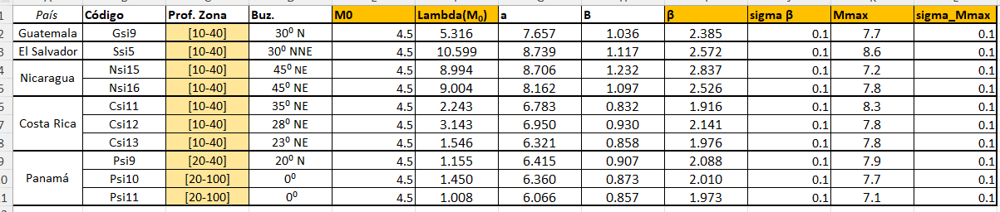 País Código Prof. Zona Buz. M0 Lambda(M₀) a B β sigma β Mmax sigma_Mmax
Guatemala Gsi9 [10-40] 30⁰ N 4.5 5.316 7.657 1.036 2.385 0.1 7.7 0.1
El Salvador Ssi5 [10-40] 30⁰ NNE 4.5 10.599 8.739 1.117 2.572 0.1 8.6 0.1
Nicaragua Nsi15 [10-40] 45⁰ NE 4.5 8.994 8.706 1.232 2.837 0.1 7.2 0.1
Nsi16 [10-40] 45⁰ NE 4.5 9.004 8.162 1.097 2.526 0.1 7.8 0.1
Costa Rica Csi11 [10-40] 35⁰ NE 4.5 2.243 6.783 0.832 1.916 0.1 8.3 0.1
Csi12 [10-40] 28⁰ NE 4.5 3.143 6.950 0.930 2.141 0.1 7.8 0.1
Csi13 [10-40] 23⁰ NE 4.5 1.546 6.321 0.858 1.976 0.1 7.8 0.1
Panamá Psi9 [20-40] 20⁰ N 4.5 1.155 6.415 0.907 2.088 0.1 7.9 0.1
Psi10 [20-100] 0⁰ 4.5 1.450 6.360 0.873 2.010 0.1 7.7 0.1
Psi11 [20-100] 0⁰ 4.5 1.008 6.066 0.857 1.973 0.1 7.1 0.1